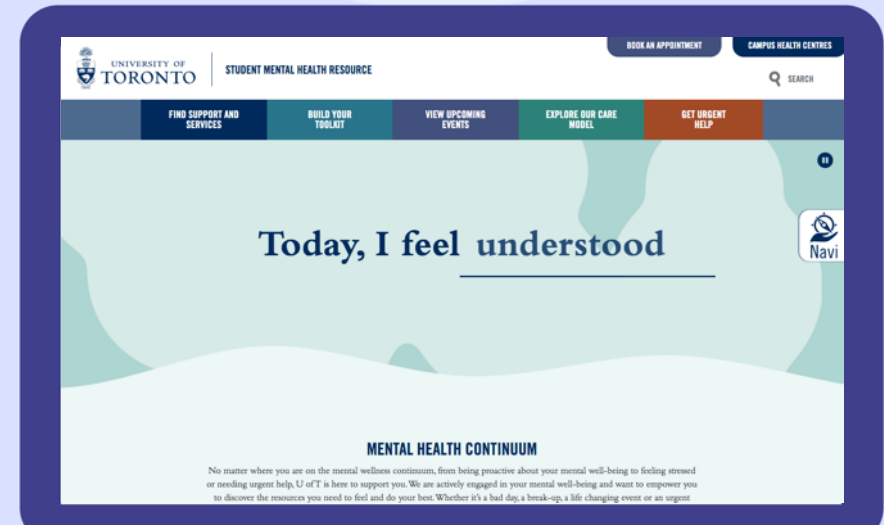 BOOK AN APPOINTMENT
CAMPUS HEALTH CENTRES
UNIVERSITY OF
TORONTO
STUDENT MENTAL HEALTH RESOURCE
SEARCH
FIND SUPPORT AND
SERVICES
BUILD YOUR
TOOLKIT
VIEW UPCOMING
EVENTS
EXPLORE OUR CARE
MODEL
GET URGENT
HELP
Today, I feel understood
Navi
MENTAL HEALTH CONTINUUM
No matter where you are on the mental wellness continuum, from being proactive about your mental well-being to feeling stressed
or needing urgent help, U of T is here to support you. We are actively engaged in your mental well-being and want to empower you
to discover the resources you need to feel and do your best. Whether it's a bad day, a break-up, a life changing event or an urgent